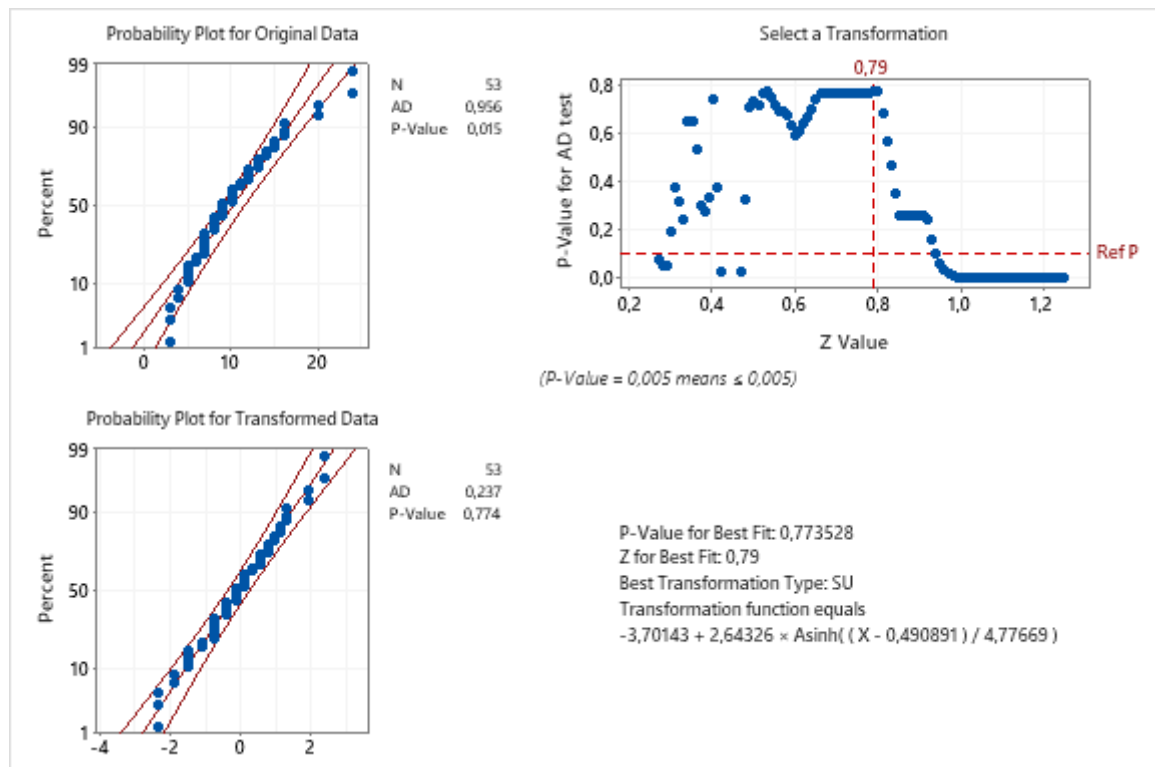 Probability Plot for Original Data
99
90
50
10
1
Percent
0
10
20
N 53
AD 0,956
P-Value 0,015
Select a Transformation
0,79
0,8
0,6
0,4
0,2
0,0
P-Value for AD test
Ref P
0,2
0,4
0,6
0,8
1,0
1,2
Z Value
(P-Value = 0,005 means ≤ 0,005)
Probability Plot for Transformed Data
99
90
50
10
1
Percent
-4
-2
0
2
N 53
AD 0,237
P-Value 0,774
P-Value for Best Fit: 0,773528
Z for Best Fit: 0,79
Best Transformation Type: SU
Transformation function equals
-3,70143 + 2,64326 × Asinh( ( X - 0,490891 ) / 4,77669 )